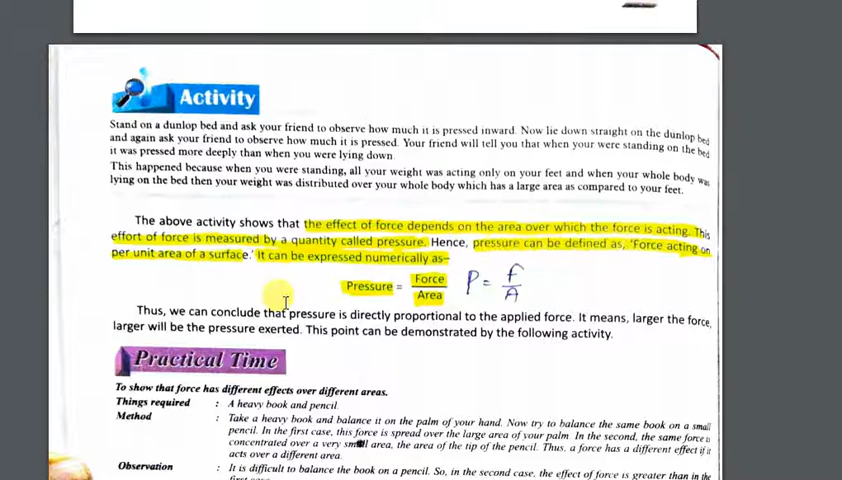 Activity
Stand on a dunlop bed and ask your friend to observe how much it is pressed inward. Now lie down straight on the dunlop bed
and again ask your friend to observe how much it is pressed. Your friend will tell you that when your were standing on the bed
it was pressed more deeply than when you were lying down.
This happened because when you were standing, all your weight was acting only on your feet and when your whole body was
lying on the bed then your weight was distributed over your whole body which has a large area as compared to your feet.
The above activity shows that the effect of force depends on the area over which the force is acting. This
effort of force is measured by a quantity called pressure. Hence, pressure can be defined as, 'Force acting on
per unit area of a surface.' It can be expressed numerically as–
Pressure = Force / Area P = F / A
Thus, we can conclude that pressure is directly proportional to the applied force. It means, larger the force,
larger will be the pressure exerted. This point can be demonstrated by the following activity.
Practical Time
To show that force has different effects over different areas.
Things required : A heavy book and pencil.
Method : Take a heavy book and balance it on the palm of your hand. Now try to balance the same book on a small
pencil. In the first case, this force is spread over the large area of your palm. In the second, the same force is
concentrated over a very small area, the area of the tip of the pencil. Thus, a force has a different effect if it
acts over a different area.
Observation : It is difficult to balance the book on a pencil. So, in the second case, the effect of force is greater than in the